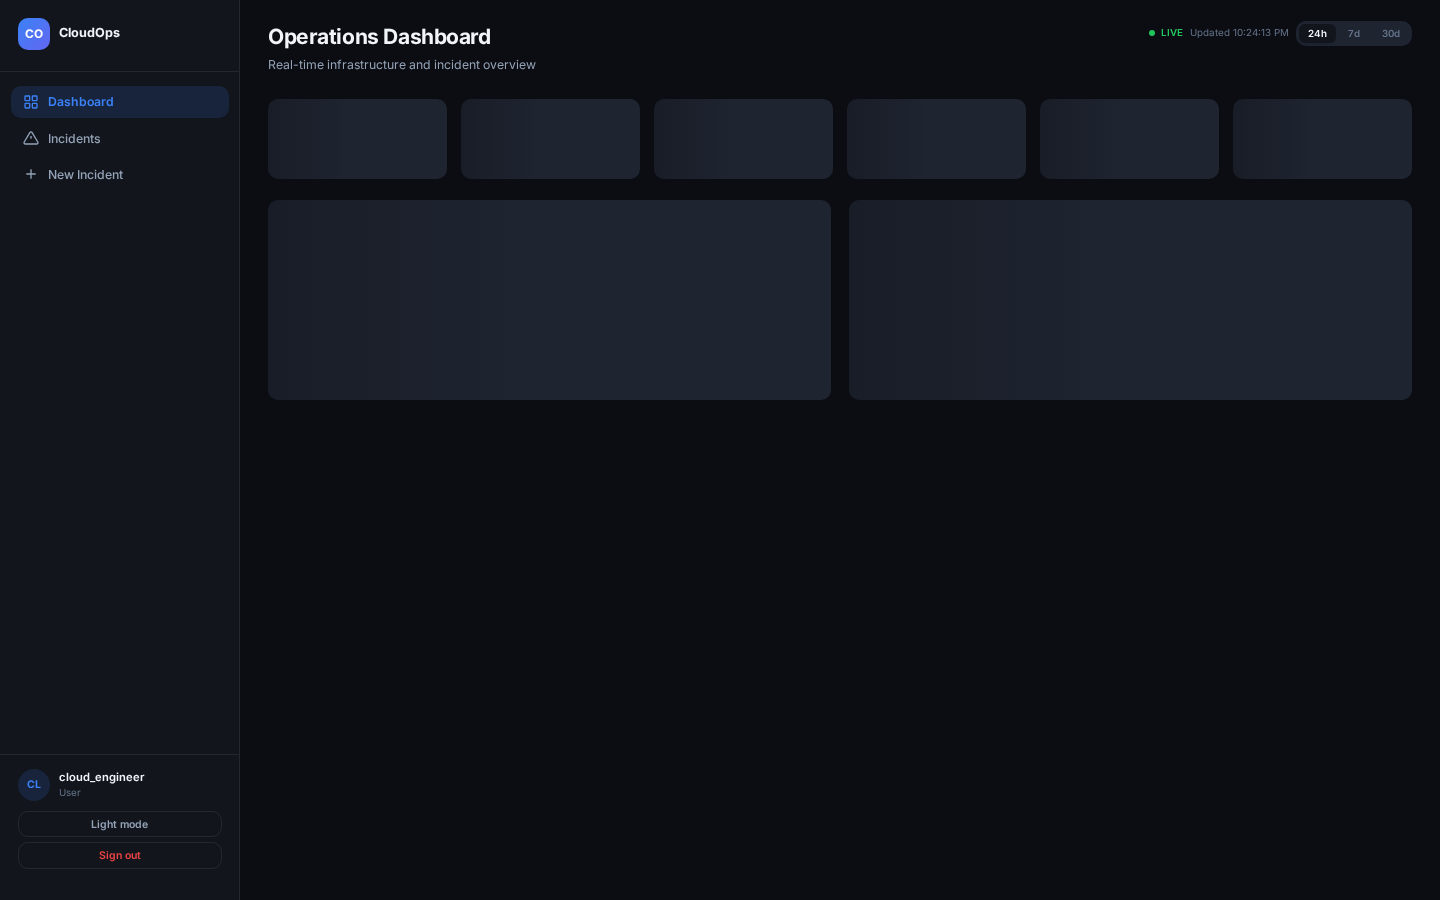 CO CloudOps
Dashboard
Incidents
New Incident
Operations Dashboard
Real-time infrastructure and incident overview
LIVE Updated 10:24:13 PM 24h 7d 30d
CL cloud_engineer
User
Light mode
Sign out